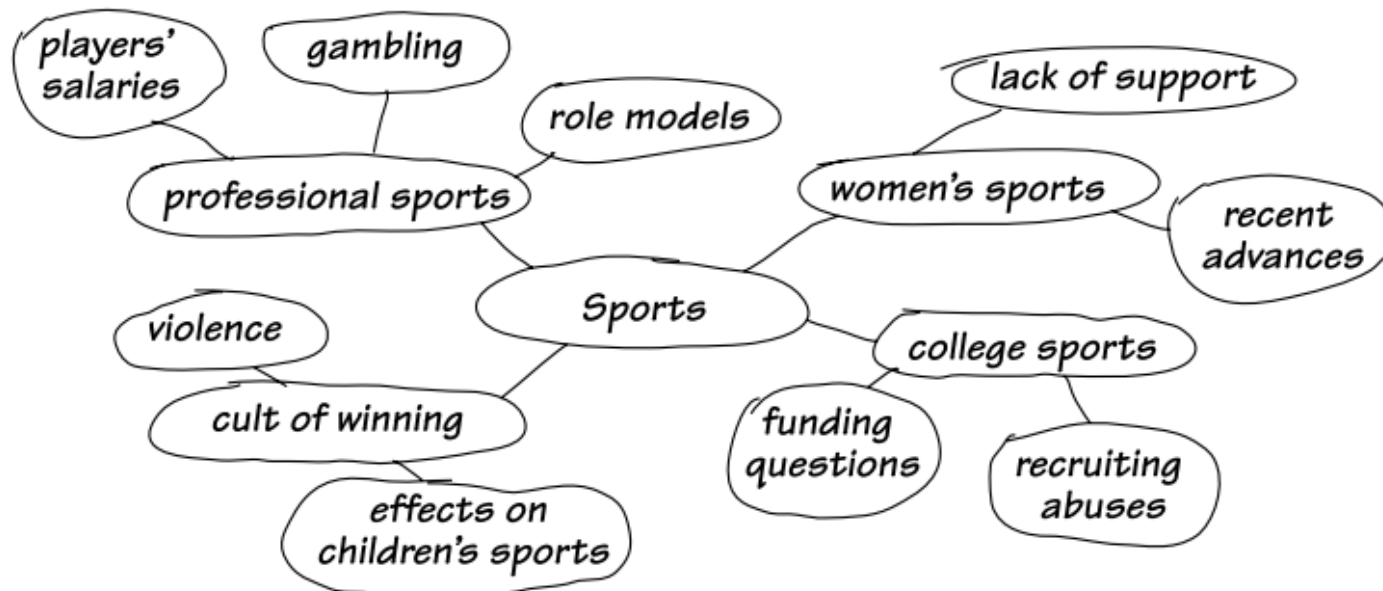 players'
salaries
gambling
role models
professional sports
lack of support
women's sports
recent
advances
Sports
violence
cult of winning
effects on
children's sports
college sports
funding
questions
recruiting
abuses